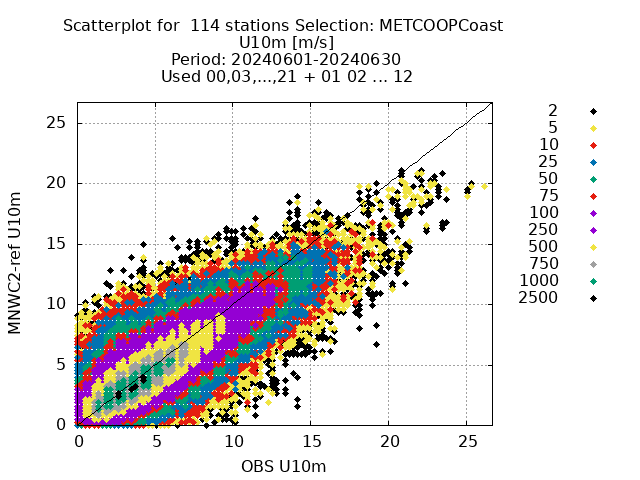 Scatterplot for  114 stations Selection: METCOOPCoast
U10m [m/s]
Period: 20240601-20240630
Used 00,03,...,21 + 01 02 ... 12
MNWC2-ref U10m
25
20
15
10
5
0
0 5 10 15 20 25
OBS U10m
2
5
10
25
50
75
100
250
500
750
1000
2500